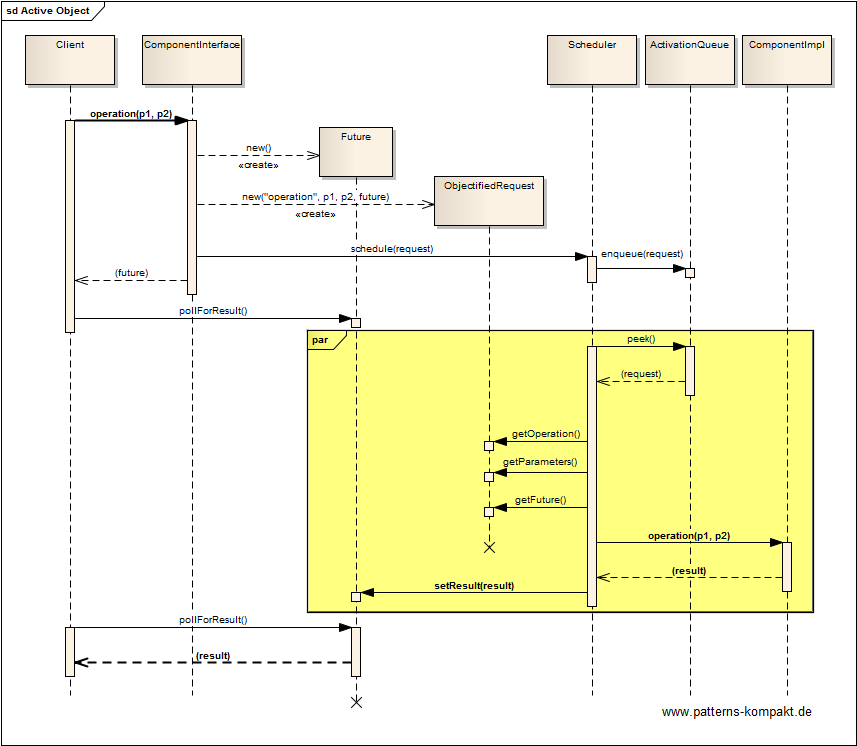 sd Active Object
Client
ComponentInterface
Scheduler
ActivationQueue
ComponentImpl
operation(p1, p2)
Future
new()
«create»
ObjectifiedRequest
new("operation", p1, p2, future)
«create»
schedule(request)
enqueue(request)
(future)
pollForResult()
par
peek()
(request)
getOperation()
getParameters()
getFuture()
operation(p1, p2)
(result)
setResult(result)
pollForResult()
(result)
www.patterns-kompakt.de